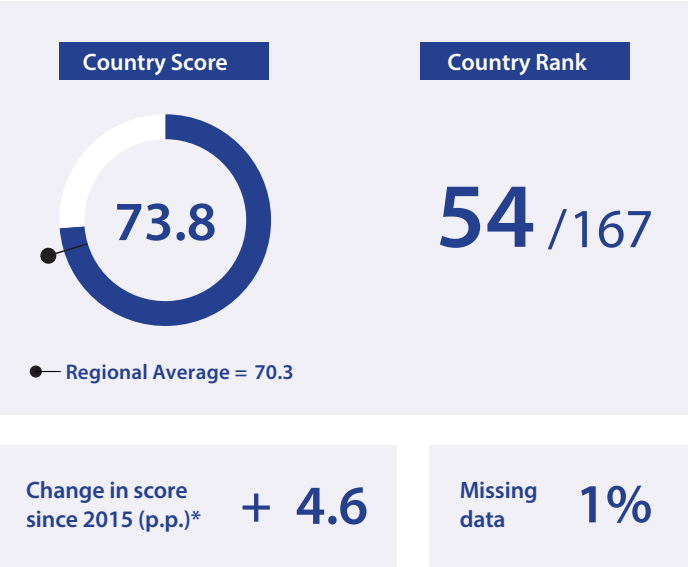 Country Score
Country Rank
73.8
54 /167
Regional Average = 70.3
Change in score
since 2015 (p.p.)*
+ 4.6
Missing
data
1%